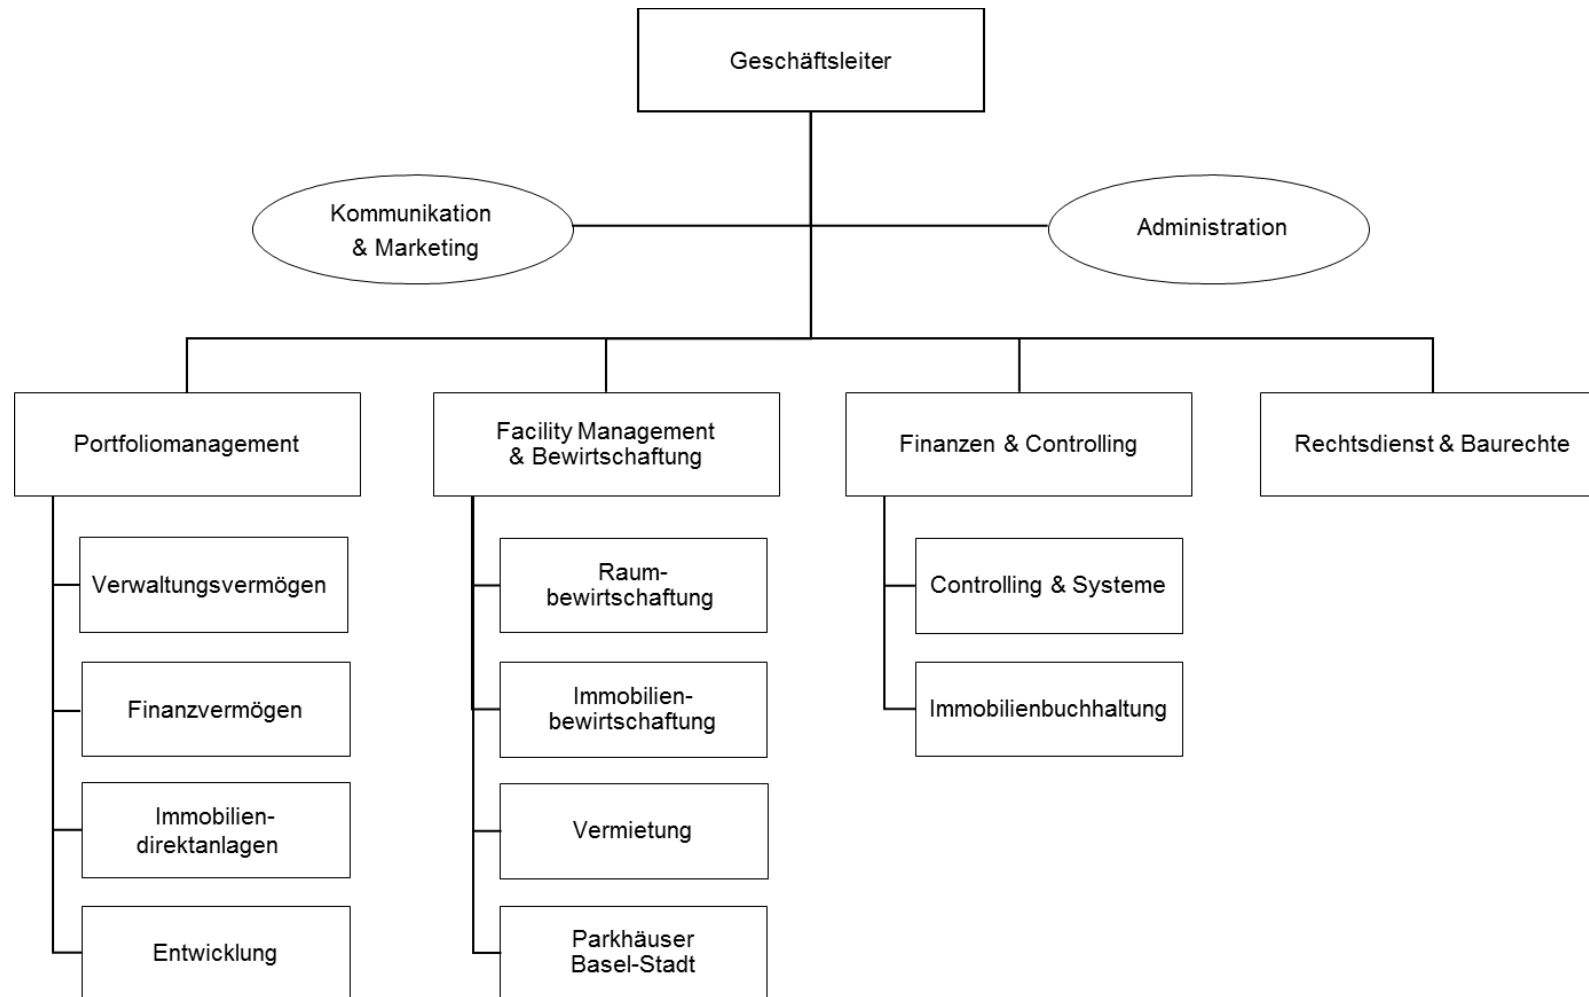 Geschäftsleiter
Kommunikation
& Marketing
Administration
Portfoliomanagement
Facility Management
& Bewirtschaftung
Finanzen & Controlling
Rechtsdienst & Baurechte
Verwaltungsvermögen
Finanzvermögen
Immobilien-
direktanlagen
Entwicklung
Raum-
bewirtschaftung
Immobilien-
bewirtschaftung
Vermietung
Parkhäuser
Basel-Stadt
Controlling & Systeme
Immobilienbuchhaltung